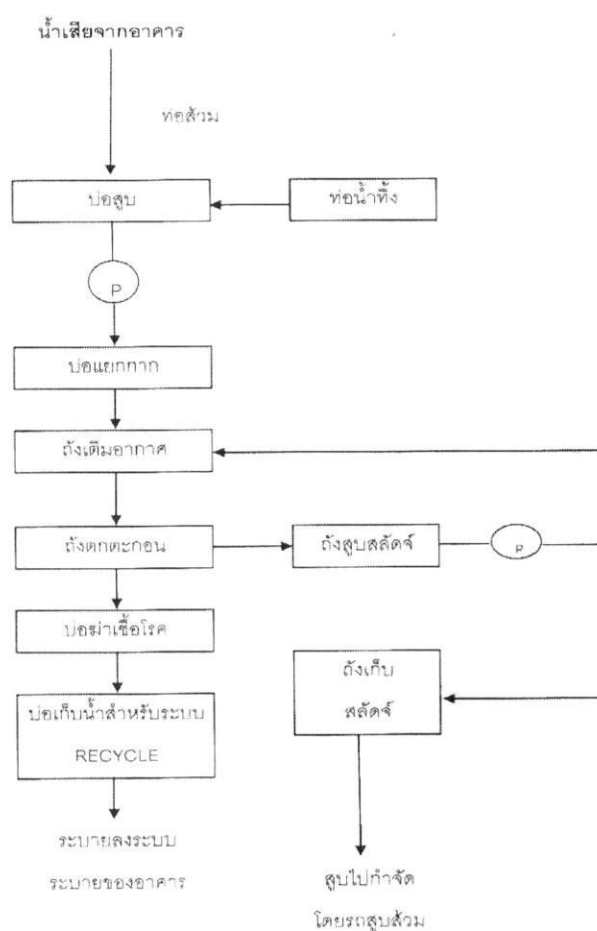 น้ำเสียจากอาคาร
ท่อส้วม
บ่อสูบ
ท่อน้ำทิ้ง
P
บ่อแยกกาก
ถังเติมอากาศ
ถังตกตะกอน
ถังสูบสลัดจ์
P
บ่อฆ่าเชื้อโรค
ถังเก็บ
สลัดจ์
บ่อเก็บน้ำสำหรับระบบ
RECYCLE
ระบายลงระบบ
ระบายของอาคาร
สูบไปกำจัด
โดยรถสูบส้วม